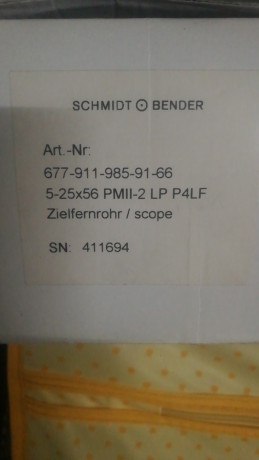 SCHMIDT BENDER
Art.-Nr:
677-911-985-91-66
5-25x56 PMII-2 LP P4LF
Zielfernrohr / scope
SN: 411694